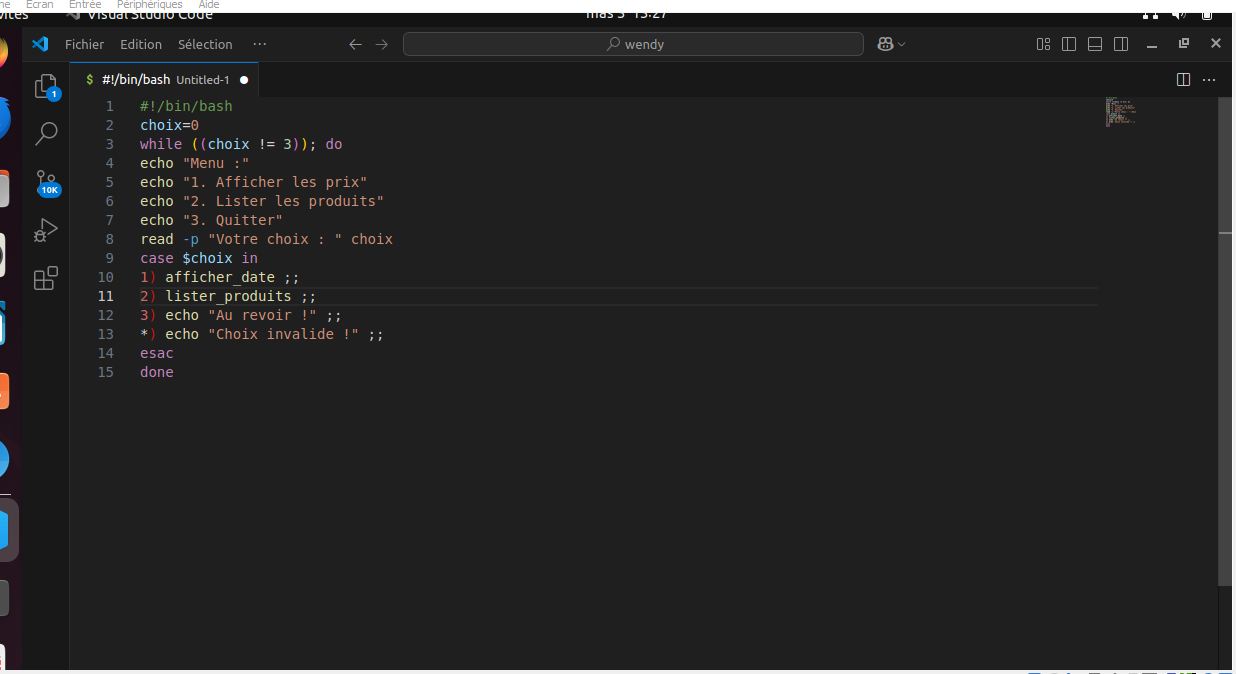 Ecran Entrée Périphériques Aide
Visual Studio Code
mas 3 13:27
Fichier Edition Sélection ··· wendy
$ #!/bin/bash Untitled-1
1 #!/bin/bash
2 choix=0
3 while ((choix != 3)); do
4 echo "Menu :"
5 echo "1. Afficher les prix"
6 echo "2. Lister les produits"
7 echo "3. Quitter"
8 read -p "Votre choix : " choix
9 case $choix in
10 1) afficher_date ;;
11 2) lister_produits ;;
12 3) echo "Au revoir !" ;;
13 *) echo "Choix invalide !" ;;
14 esac
15 done
1
10K